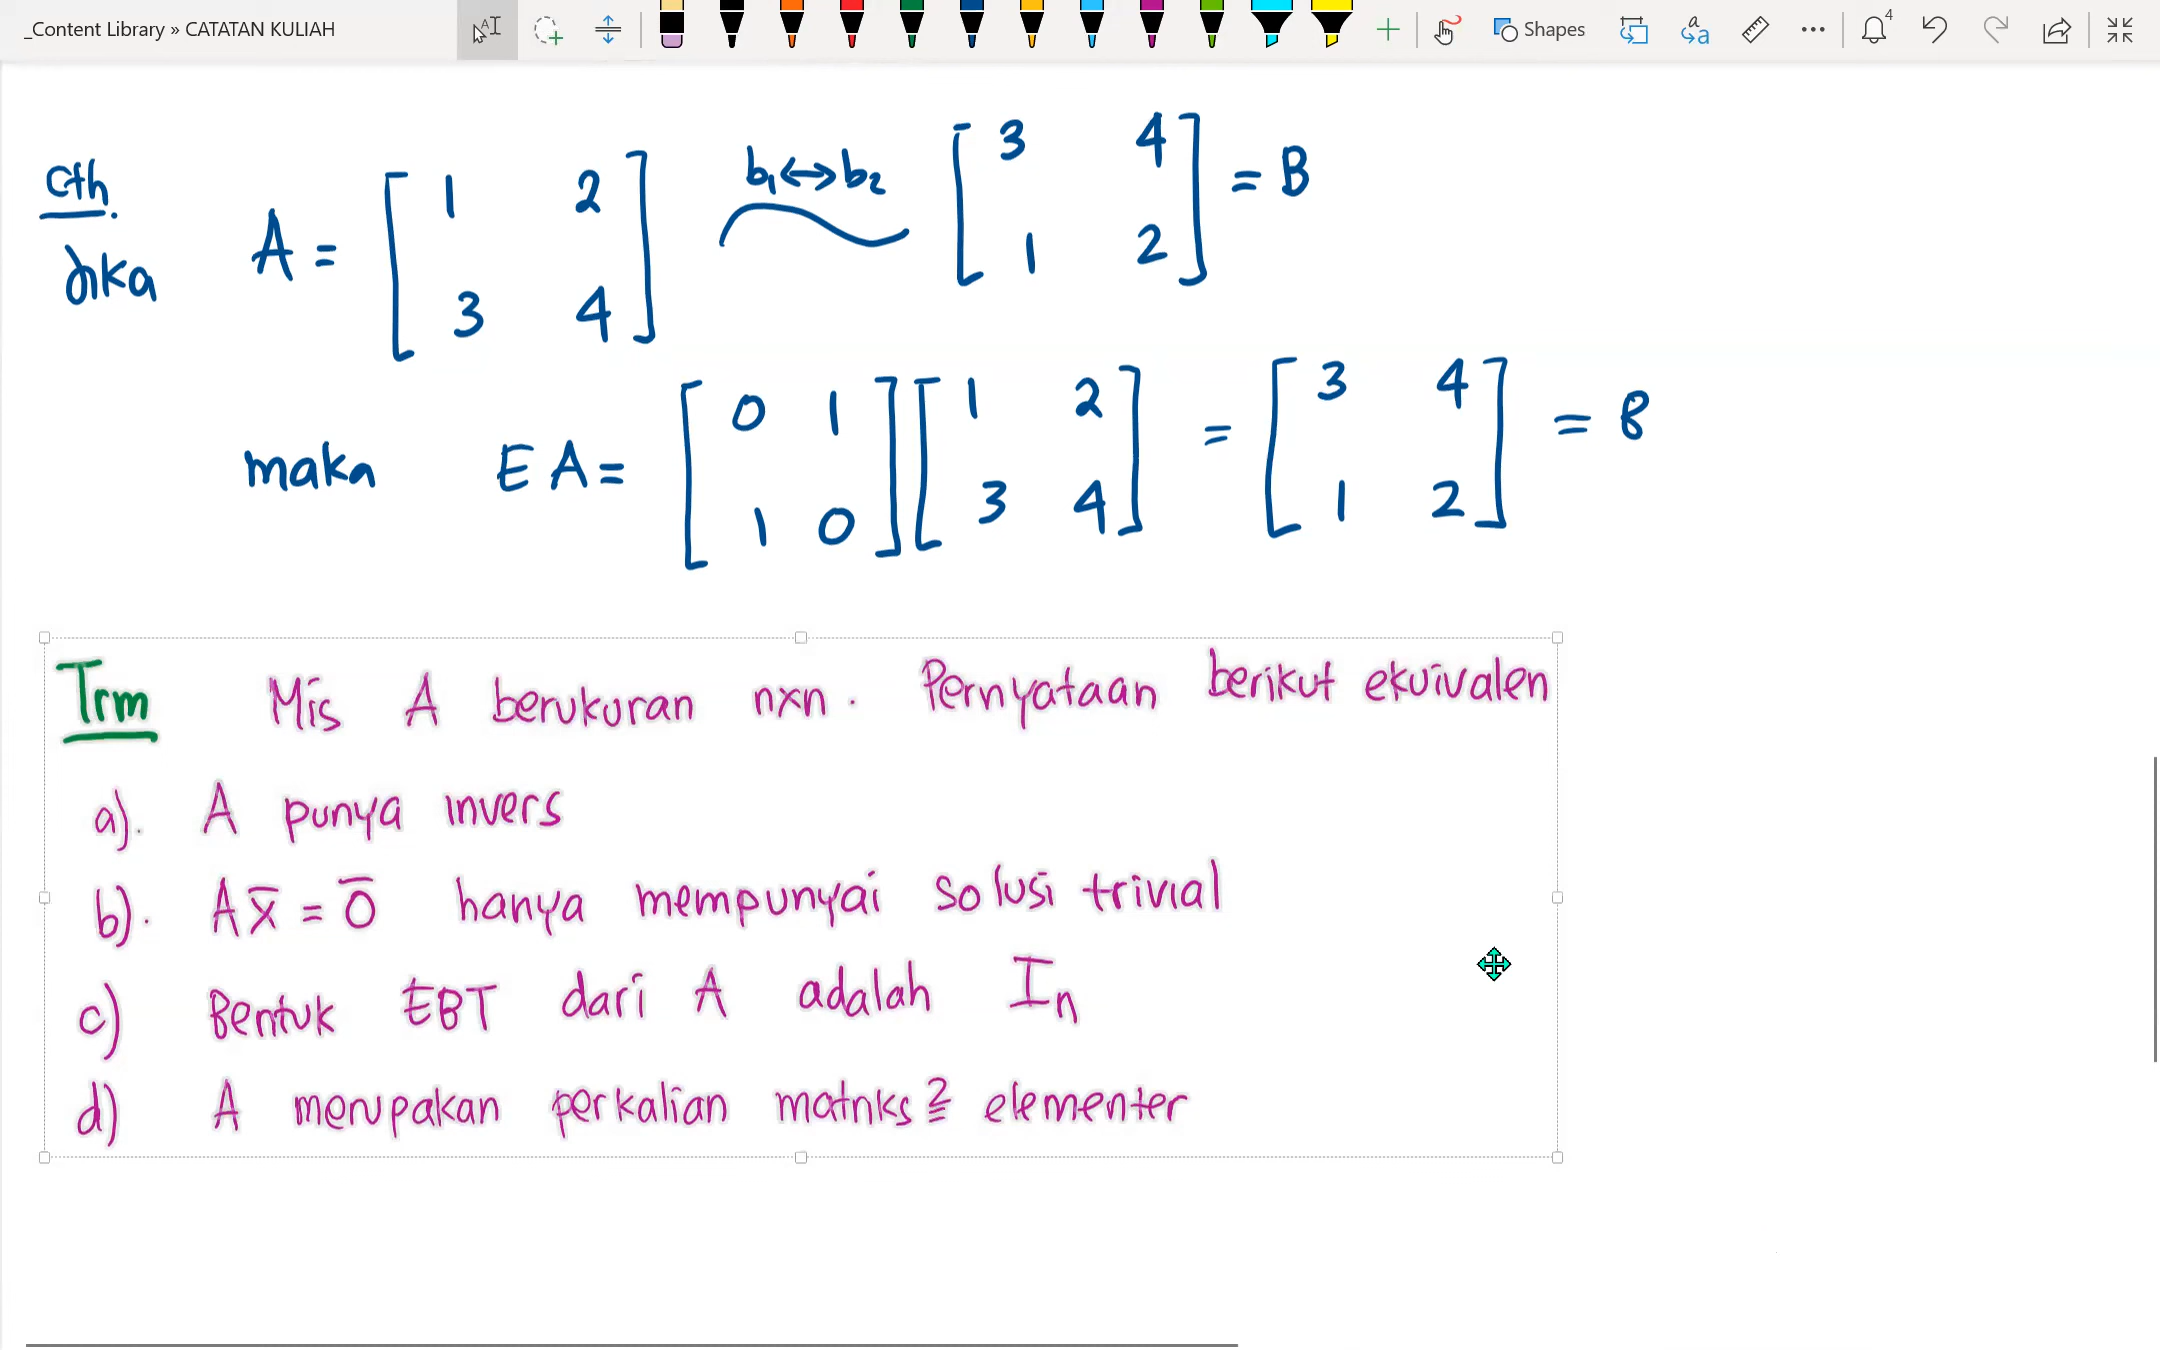 _Content Library » CATATAN KULIAH
Shapes
4
Cth.
Jika A = [ 1 2 ; 3 4 ] b₁↔b₂ [ 3 4 ; 1 2 ] = B
maka EA = [ 0 1 ; 1 0 ] [ 1 2 ; 3 4 ] = [ 3 4 ; 1 2 ] = B
Trm Mis A berukuran n×n. Pernyataan berikut ekuivalen
a). A punya invers
b). Ax̄ = 0̄ hanya mempunyai solusi trivial
c) Bentuk EBT dari A adalah Iₙ
d) A merupakan perkalian matriks² elementer